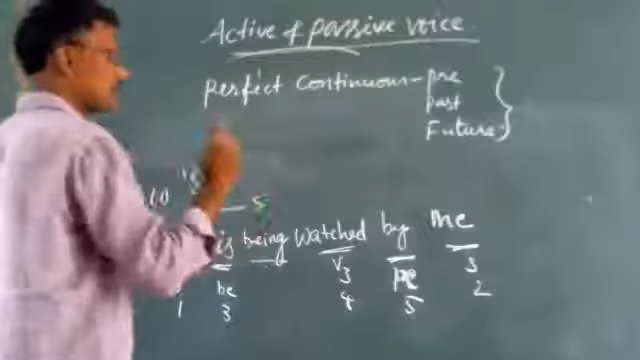 Active & passive voice
Perfect Continuous - pre
past
Future
is being watched by me
be V3 s
1 3 4 5 2